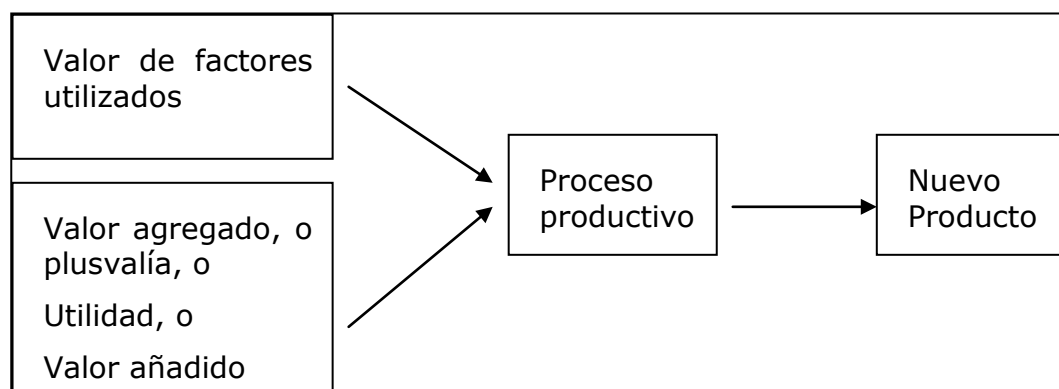 Valor de factores
utilizados
Valor agregado, o
plusvalía, o
Utilidad, o
Valor añadido
Proceso
productivo
Nuevo
Producto